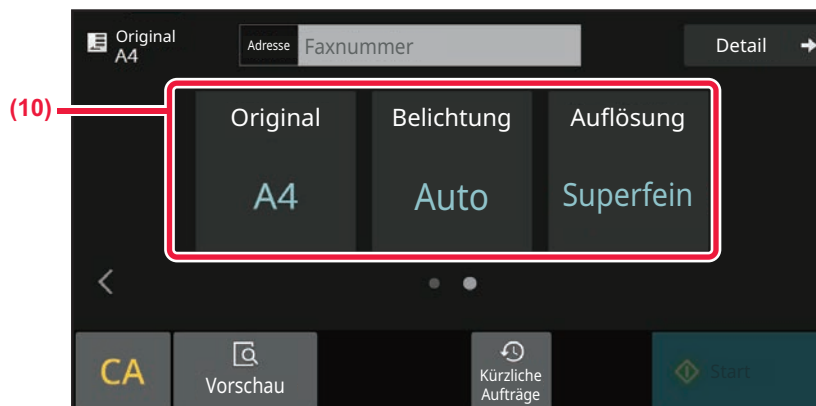 Original
A4
Adresse
Faxnummer
Detail
(10)
Original
Belichtung
Auflösung
A4
Auto
Superfein
CA
Vorschau
Kürzliche
Aufträge
Start